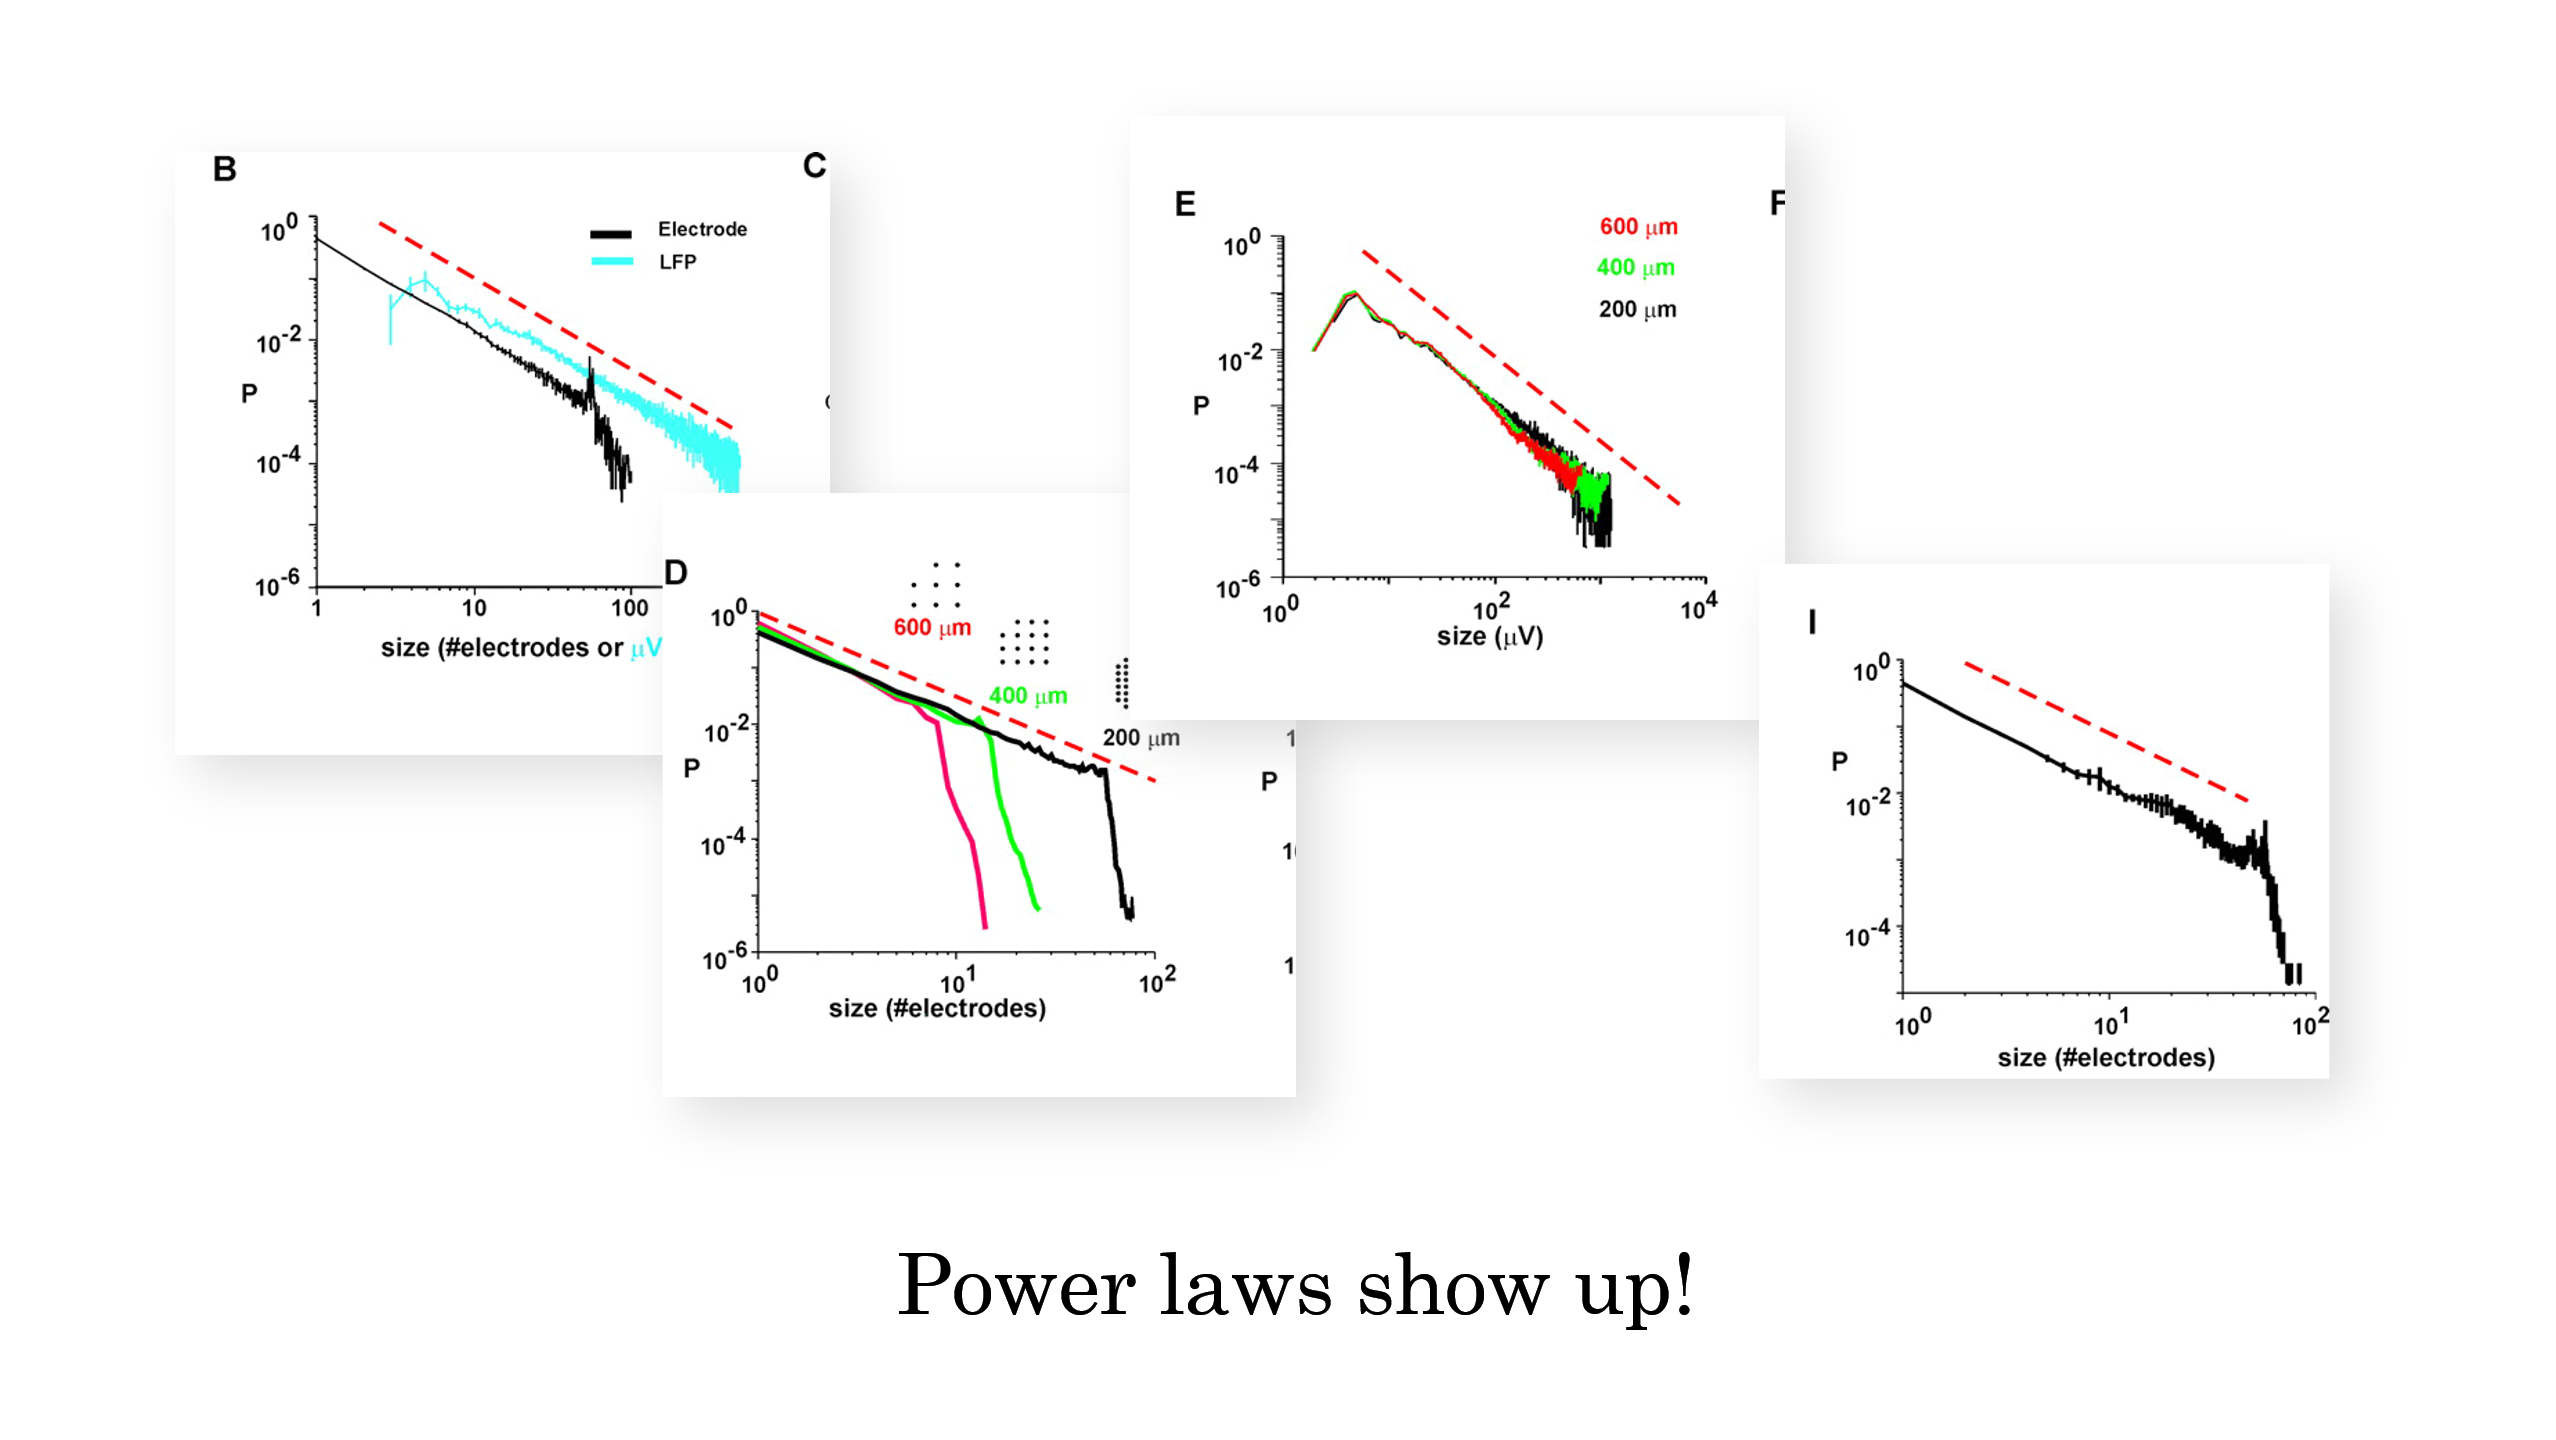 B
C
10^0
10^-2
10^-4
10^-6
P
Electrode
LFP
1
10
100
size (#electrodes or μV
D
10^0
10^-2
10^-4
10^-6
P
600 μm
400 μm
200 μm
10^0
10^1
10^2
size (#electrodes)
P
E
F
10^0
10^-2
10^-4
10^-6
P
600 μm
400 μm
200 μm
10^0
10^2
10^4
size (μV)
I
10^0
10^-2
10^-4
P
10^0
10^1
10^2
size (#electrodes)
Power laws show up!